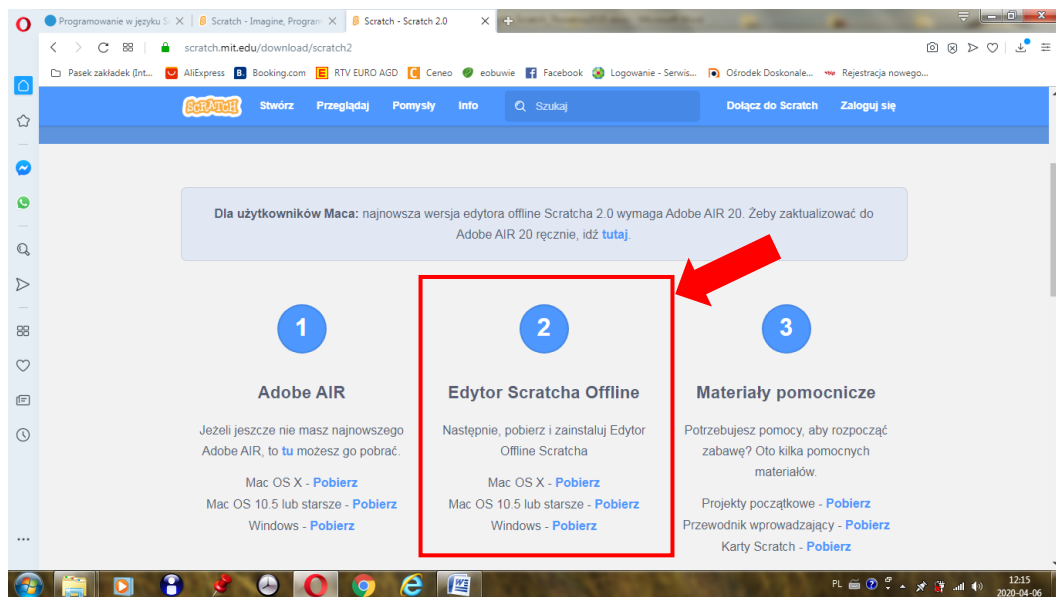 Programowanie w języku S
Scratch - Imagine, Program
Scratch - Scratch 2.0
scratch.mit.edu/download/scratch2
Pasek zakładek (Int...
AliExpress
B.
Booking.com
E
RTV EURO AGD
C
Ceneo
eobuwie
Facebook
Logowanie - Serwis...
Ośrodek Doskonale...
Rejestracja nowego...
SCRATCH
Stwórz
Przeglądaj
Pomysły
Info
Szukaj
Dołącz do Scratch
Zaloguj się
Dla użytkowników Maca: najnowsza wersja edytora offline Scratcha 2.0 wymaga Adobe AIR 20. Żeby zaktualizować do
Adobe AIR 20 ręcznie, idź tutaj.
1
Adobe AIR
Jeżeli jeszcze nie masz najnowszego
Adobe AIR, to tu możesz go pobrać.
Mac OS X - Pobierz
Mac OS 10.5 lub starsze - Pobierz
Windows - Pobierz
2
Edytor Scratcha Offline
Następnie, pobierz i zainstaluj Edytor
Offline Scratcha
Mac OS X - Pobierz
Mac OS 10.5 lub starsze - Pobierz
Windows - Pobierz
3
Materiały pomocnicze
Potrzebujesz pomocy, aby rozpocząć
zabawę? Oto kilka pomocnych
materiałów.
Projekty początkowe - Pobierz
Przewodnik wprowadzający - Pobierz
Karty Scratch - Pobierz
PL
12:15
2020-04-06